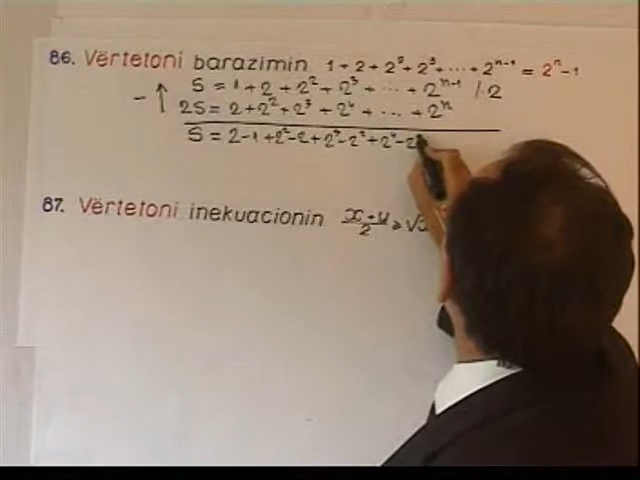 86. Vërtetoni barazimin 1+2+2²+2³+...+2ⁿ⁻¹=2ⁿ-1
S=1+2+2²+2³+...+2ⁿ⁻¹ /·2
- ↑ 2S=2+2²+2³+2⁴+...+2ⁿ
S=2-1+2²-2+2³-2²+2⁴-2
87. Vërtetoni inekuacionin (x+y)/2 ≥ √